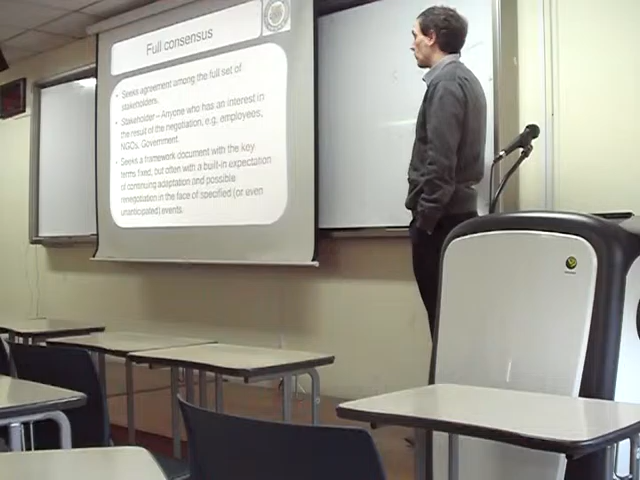 Full consensus
• Seeks agreement among the full set of
stakeholders.
• Stakeholder – Anyone who has an interest in
the result of the negotiation, e.g. employees,
NGOs, Government.
• Seeks a framework document with the key
terms fixed, but often with a built-in expectation
of continuing adaptation and possible
renegotiation in the face of specified (or even
unanticipated) events.